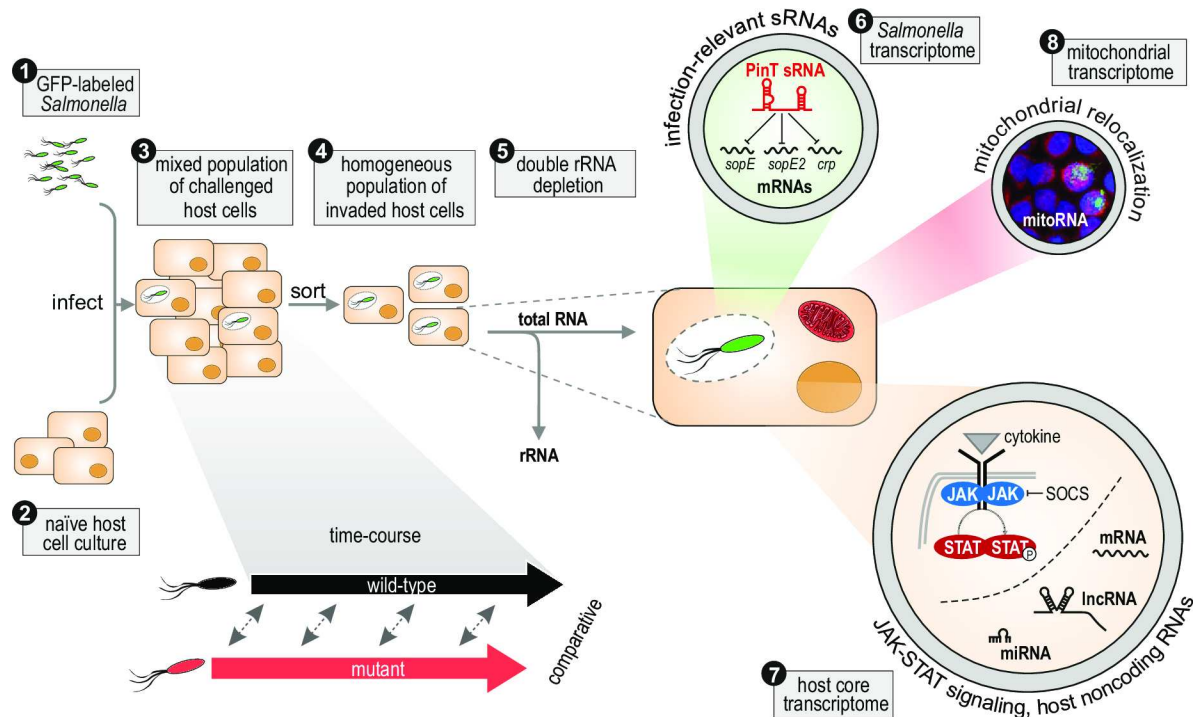 1
GFP-labeled
Salmonella
2
naïve host
cell culture
infect
3
mixed population
of challenged
host cells
sort
4
homogeneous
population of
invaded host cells
5
double rRNA
depletion
total RNA
rRNA
time-course
wild-type
mutant
comparative
6
Salmonella
transcriptome
infection-relevant sRNAs
PinT sRNA
sopE sopE2 crp
mRNAs
7
host core
transcriptome
JAK-STAT signaling, host noncoding RNAs
cytokine
JAK JAK SOCS
STAT STAT P
mRNA
lncRNA
miRNA
8
mitochondrial
transcriptome
mitochondrial relocalization
mitoRNA